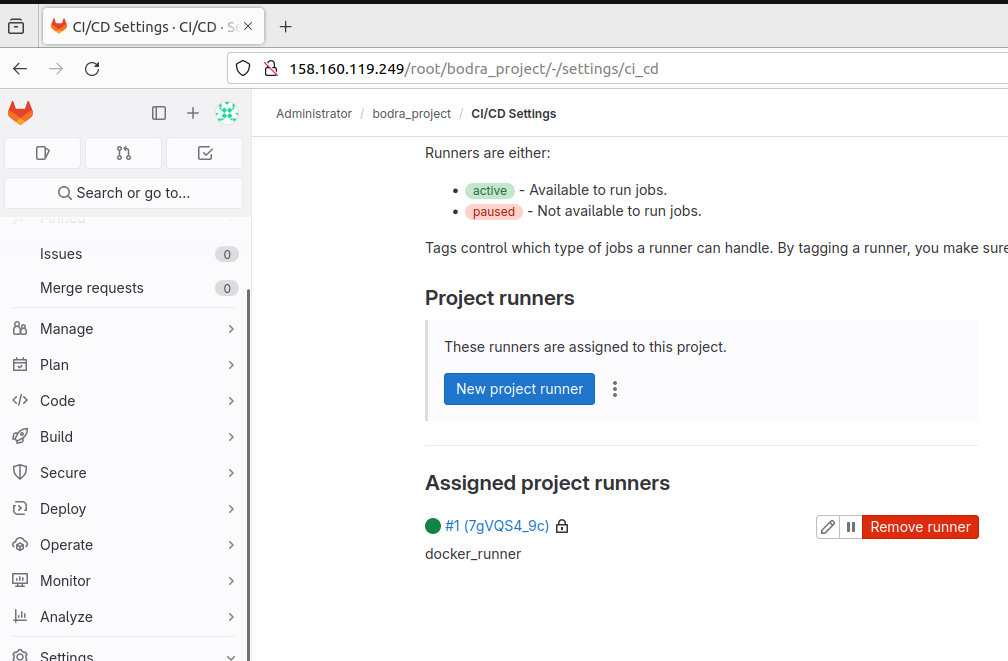 CI/CD Settings · CI/CD · Se
158.160.119.249/root/bodra_project/-/settings/ci_cd
Administrator / bodra_project / CI/CD Settings
Search or go to...
Pinned
Issues 0
Merge requests 0
Manage
Plan
Code
Build
Secure
Deploy
Operate
Monitor
Analyze
Settings
Runners are either:
• active - Available to run jobs.
• paused - Not available to run jobs.
Tags control which type of jobs a runner can handle. By tagging a runner, you make sure
Project runners
These runners are assigned to this project.
New project runner
Assigned project runners
#1 (7gVQS4_9c)
Remove runner
docker_runner